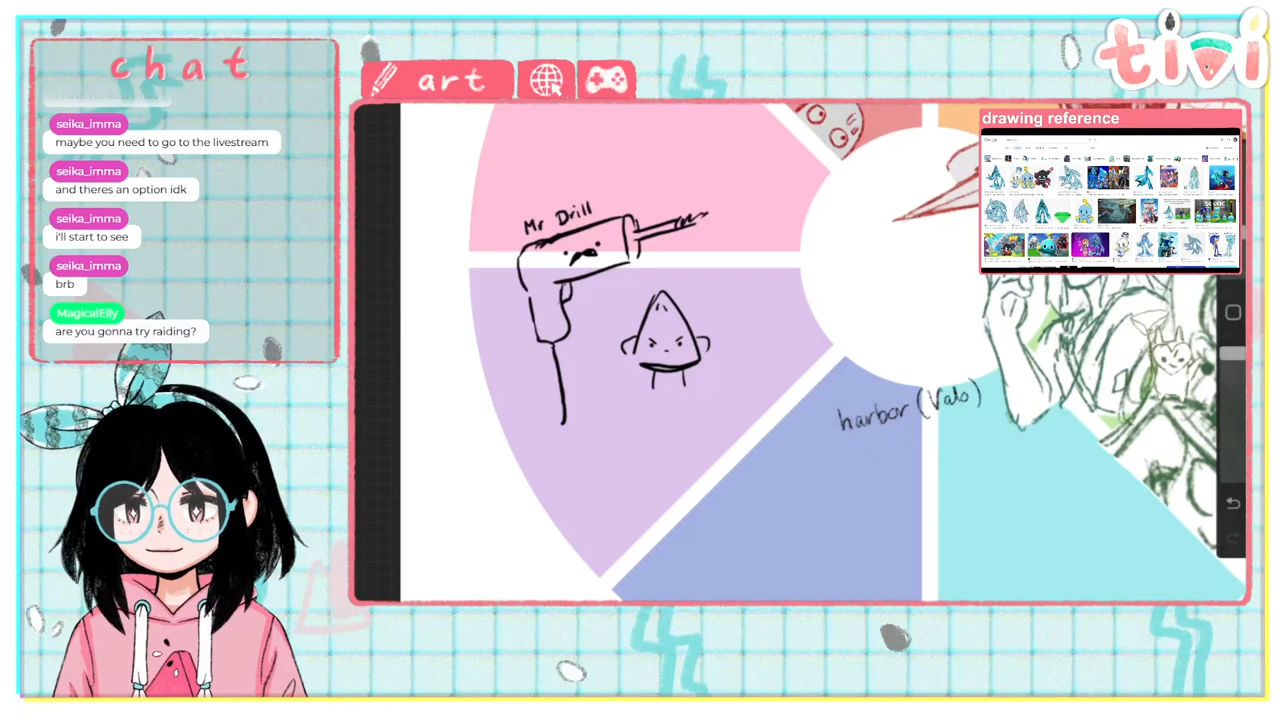 chat
seika_imma
maybe you need to go to the livestream
seika_imma
and theres an option idk
seika_imma
i'll start to see
seika_imma
brb
MagicalElly
are you gonna try raiding?
art
tivi
drawing reference
Mr Drill
harbor (Valo)